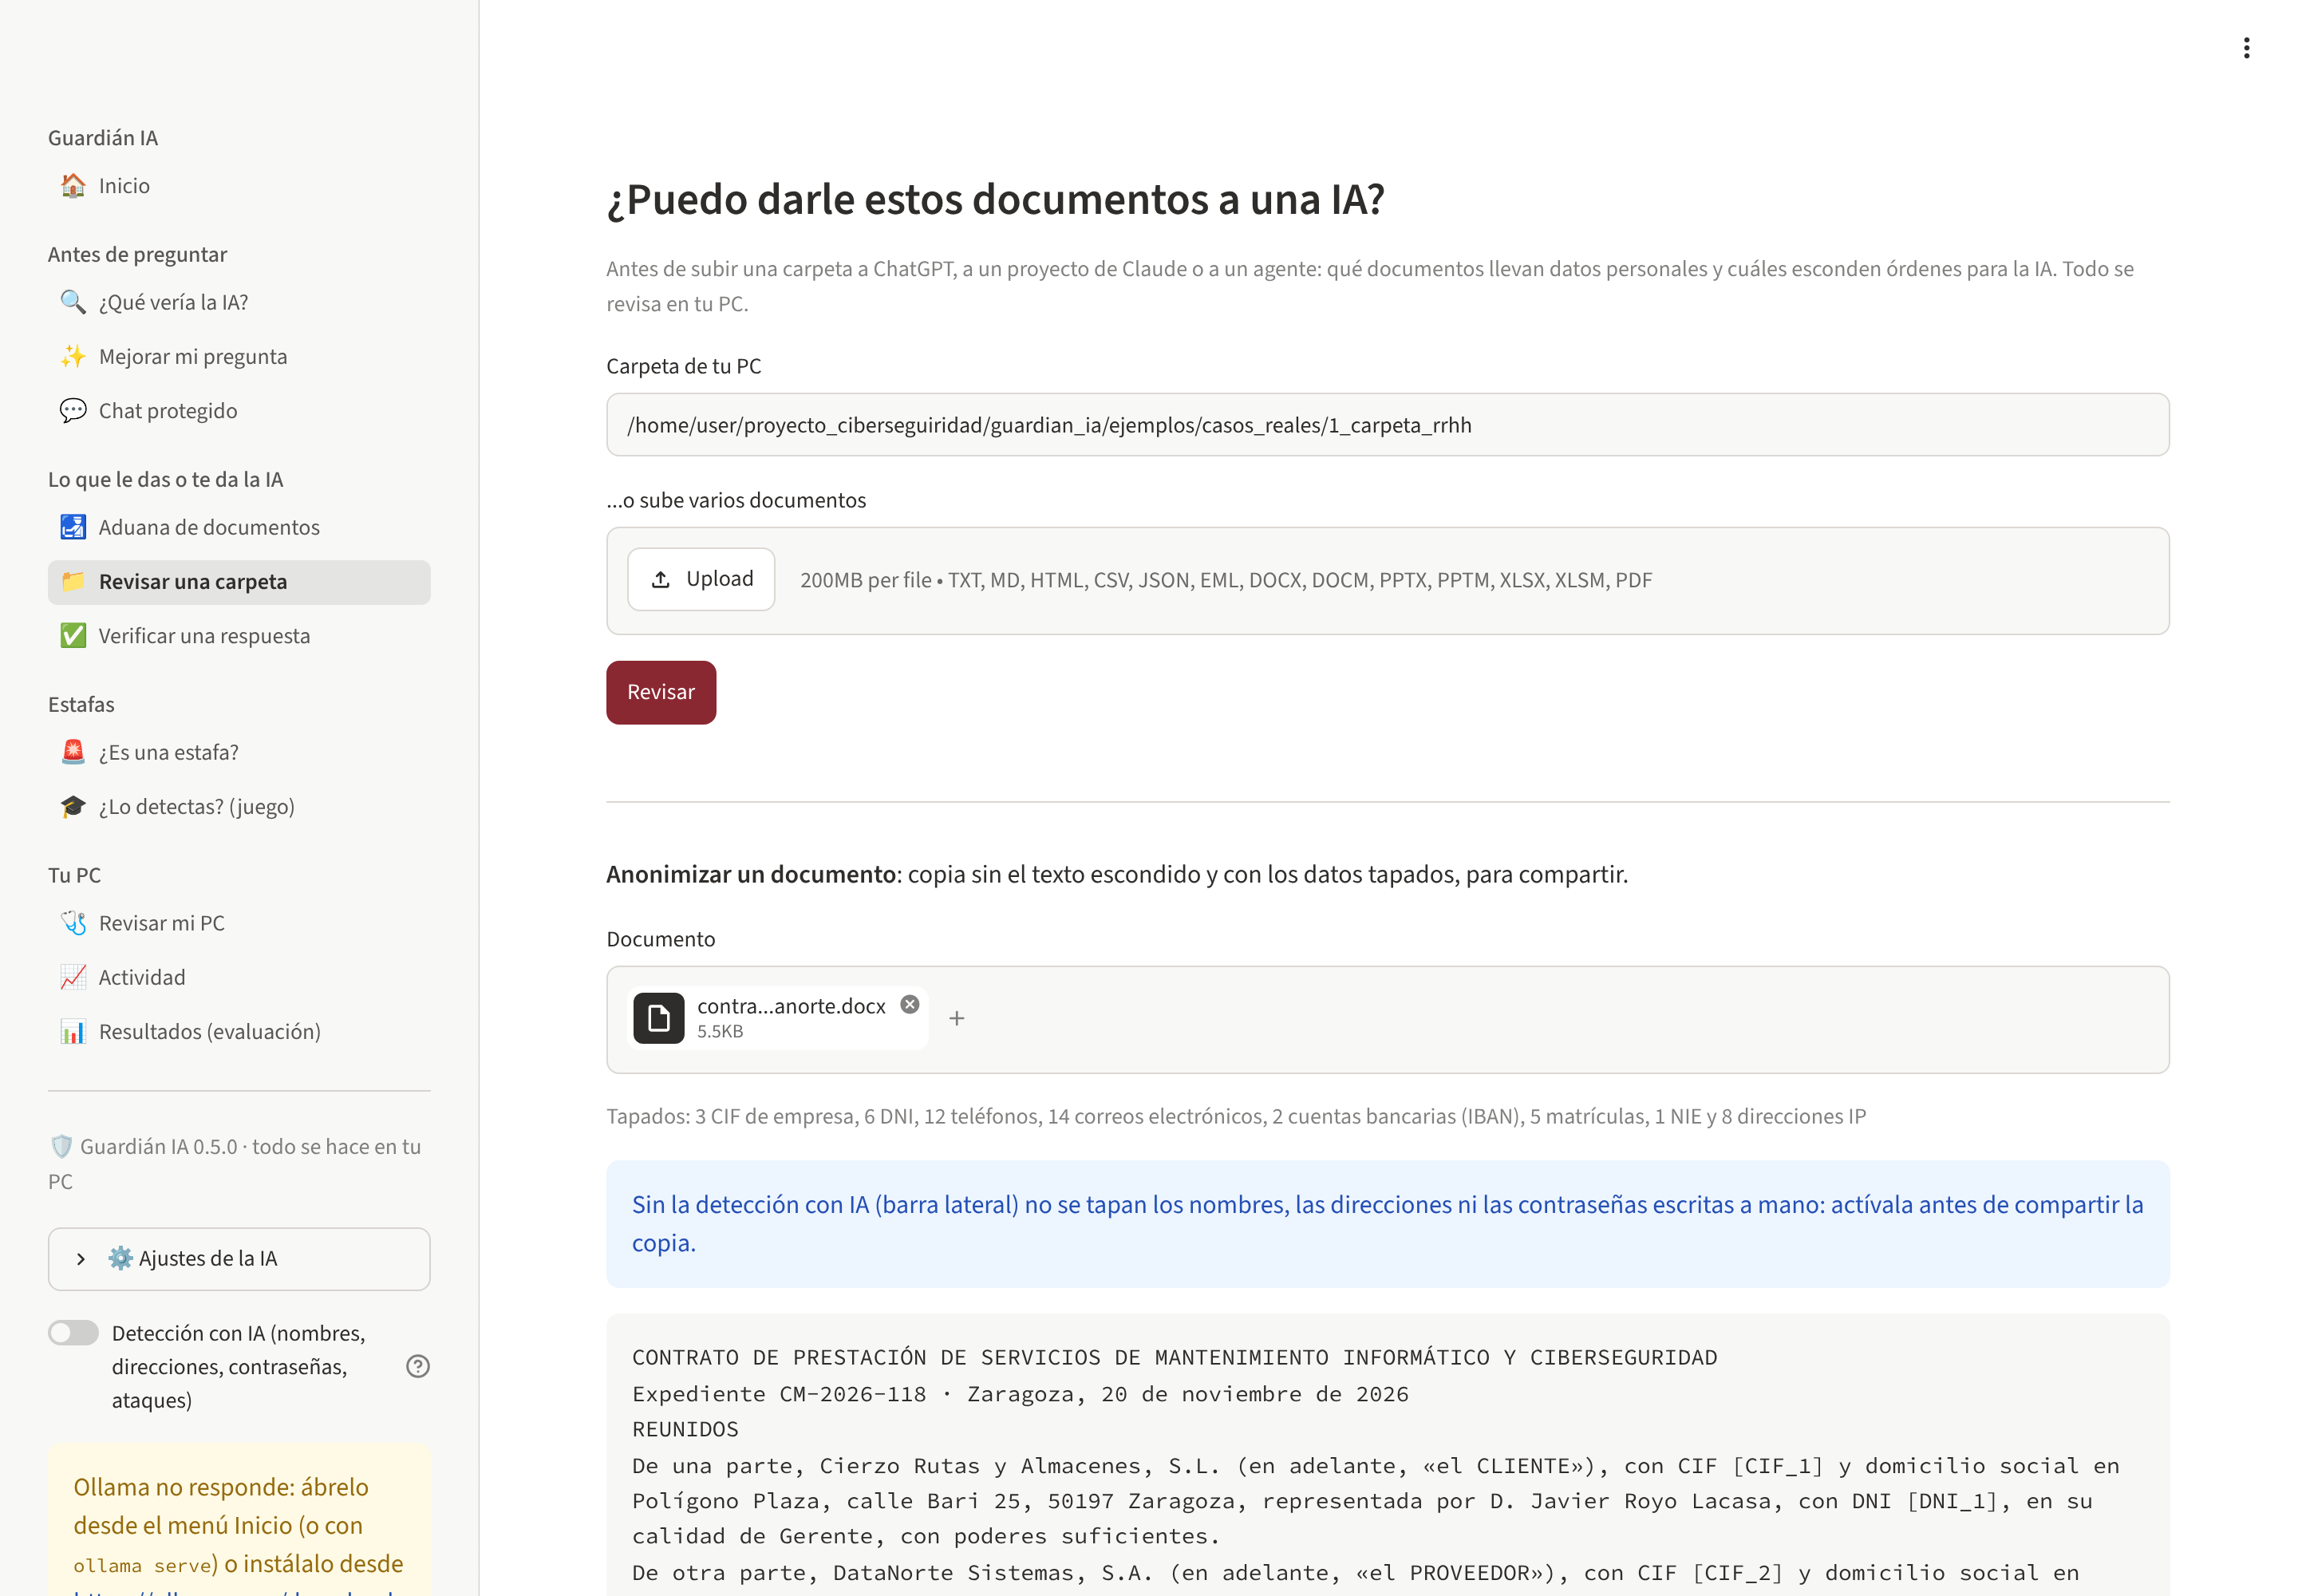 Guardián IA
🏠 Inicio
Antes de preguntar
🔍 ¿Qué vería la IA?
✨ Mejorar mi pregunta
💬 Chat protegido
Lo que le das o te da la IA
🛃 Aduana de documentos
📁 Revisar una carpeta
✅ Verificar una respuesta
Estafas
🚨 ¿Es una estafa?
🎓 ¿Lo detectas? (juego)
Tu PC
🩺 Revisar mi PC
📈 Actividad
📊 Resultados (evaluación)
🛡️ Guardián IA 0.5.0 · todo se hace en tu
PC
⚙️ Ajustes de la IA
Detección con IA (nombres,
direcciones, contraseñas,
ataques)
Ollama no responde: ábrelo
desde el menú Inicio (o con
ollama serve) o instálalo desde
¿Puedo darle estos documentos a una IA?
Antes de subir una carpeta a ChatGPT, a un proyecto de Claude o a un agente: qué documentos llevan datos personales y cuáles esconden órdenes para la IA. Todo se
revisa en tu PC.
Carpeta de tu PC
/home/user/proyecto_ciberseguiridad/guardian_ia/ejemplos/casos_reales/1_carpeta_rrhh
...o sube varios documentos
Upload
200MB per file • TXT, MD, HTML, CSV, JSON, EML, DOCX, DOCM, PPTX, PPTM, XLSX, XLSM, PDF
Revisar
Anonimizar un documento: copia sin el texto escondido y con los datos tapados, para compartir.
Documento
contra...anorte.docx
5.5KB
Tapados: 3 CIF de empresa, 6 DNI, 12 teléfonos, 14 correos electrónicos, 2 cuentas bancarias (IBAN), 5 matrículas, 1 NIE y 8 direcciones IP
Sin la detección con IA (barra lateral) no se tapan los nombres, las direcciones ni las contraseñas escritas a mano: actívala antes de compartir la
copia.
CONTRATO DE PRESTACIÓN DE SERVICIOS DE MANTENIMIENTO INFORMÁTICO Y CIBERSEGURIDAD
Expediente CM-2026-118 · Zaragoza, 20 de noviembre de 2026
REUNIDOS
De una parte, Cierzo Rutas y Almacenes, S.L. (en adelante, «el CLIENTE»), con CIF [CIF_1] y domicilio social en
Polígono Plaza, calle Bari 25, 50197 Zaragoza, representada por D. Javier Royo Lacasa, con DNI [DNI_1], en su
calidad de Gerente, con poderes suficientes.
De otra parte, DataNorte Sistemas, S.A. (en adelante, «el PROVEEDOR»), con CIF [CIF_2] y domicilio social en